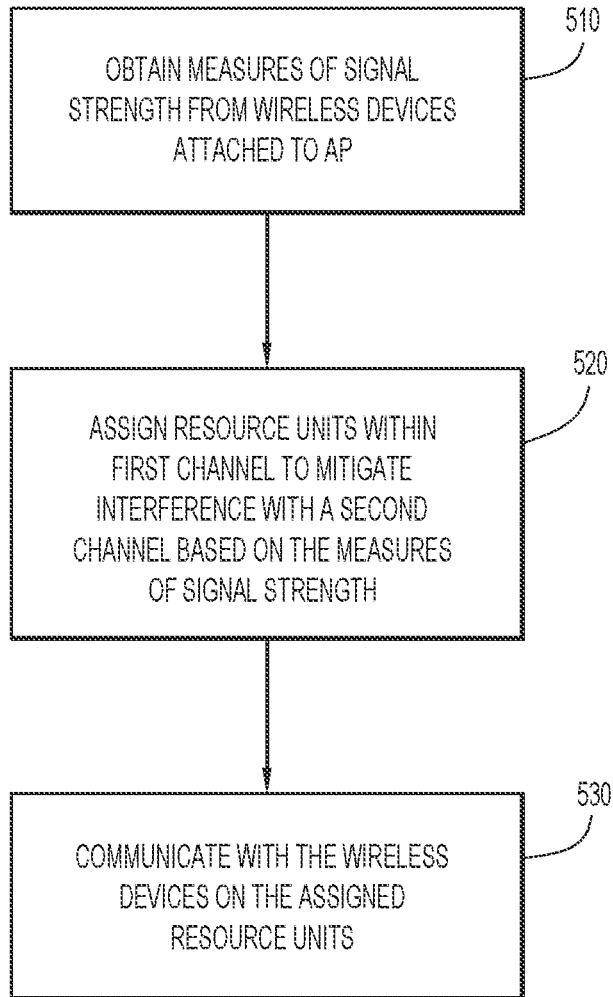 510
OBTAIN MEASURES OF SIGNAL
STRENGTH FROM WIRELESS DEVICES
ATTACHED TO AP
520
ASSIGN RESOURCE UNITS WITHIN
FIRST CHANNEL TO MITIGATE
INTERFERENCE WITH A SECOND
CHANNEL BASED ON THE MEASURES
OF SIGNAL STRENGTH
530
COMMUNICATE WITH THE WIRELESS
DEVICES ON THE ASSIGNED
RESOURCE UNITS